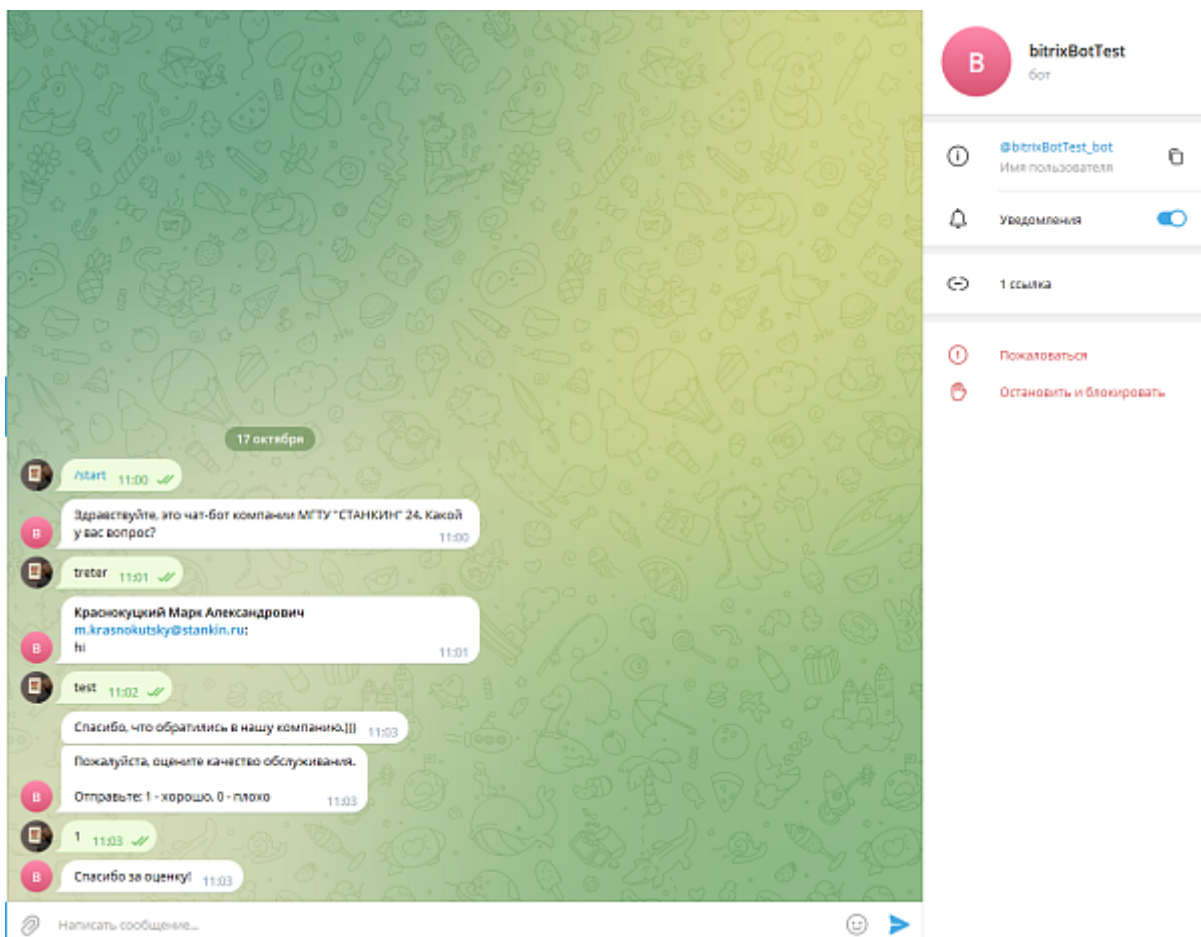 17 октября
/start 11:00
Здравствуйте, это чат-бот компании МГТУ "СТАНКИН" 24. Какой
у вас вопрос?
11:00
treter 11:01
Краснокуцкий Марк Александрович
m.krasnokutsky@stankin.ru:
hi
11:01
test 11:02
Спасибо, что обратились в нашу компанию.))) 11:03
Пожалуйста, оцените качество обслуживания.
Отправьте: 1 - хорошо, 0 - плохо 11:03
1 11:03
Спасибо за оценку! 11:03
Написать сообщение...
B
B
B
B
B
bitrixBotTest
бот
@bitrixBotTest_bot
Имя пользователя
Уведомления
1 ссылка
Пожаловаться
Остановить и блокировать